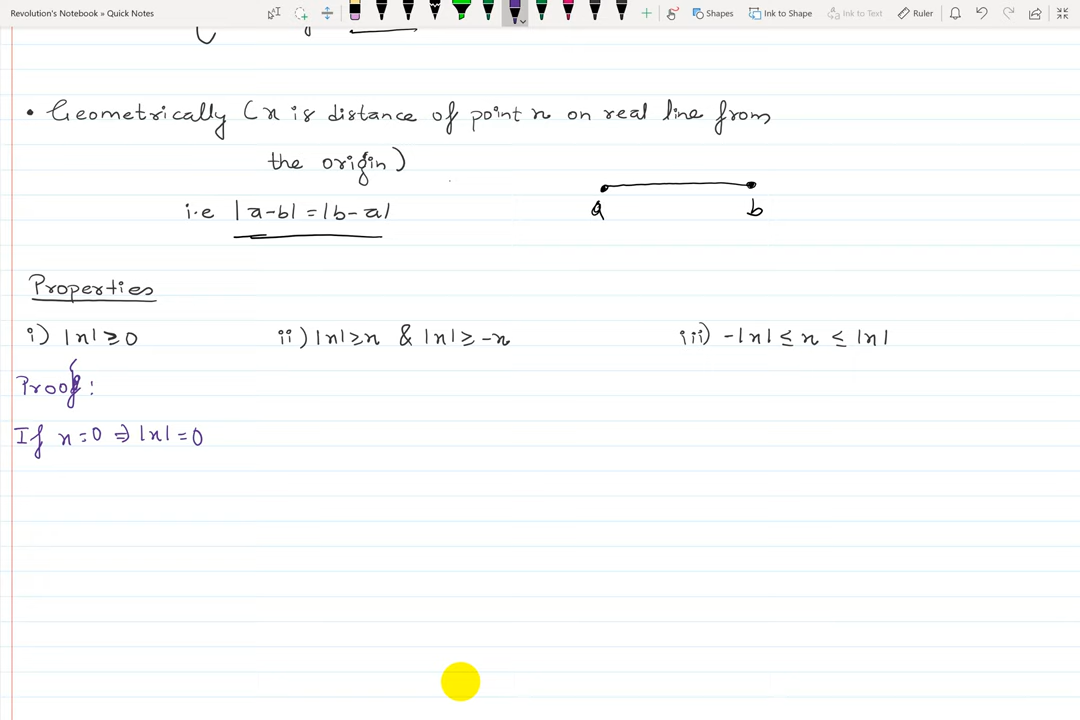 Revolution's Notebook » Quick Notes
Shapes
Ink to Shape
Ink to Text
Ruler
• Geometrically (x is distance of point x on real line from
the origin)
i.e |a-b| = |b-a|
a b
Properties
i) |x| ≥ 0 ii) |x| ≥ x & |x| ≥ -x iii) -|x| ≤ x ≤ |x|
Proof:
If x = 0 ⇒ |x| = 0